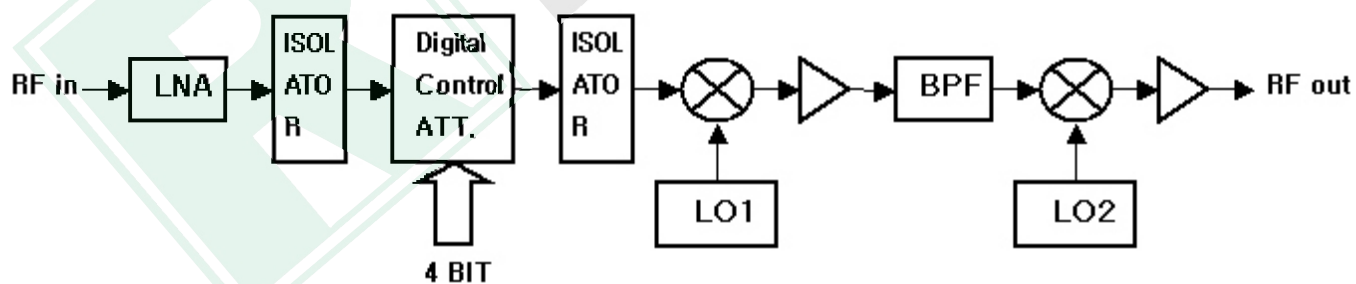 RF in
LNA
ISOL
ATO
R
Digital
Control
ATT.
4 BIT
ISOL
ATO
R
LO1
BPF
LO2
RF out